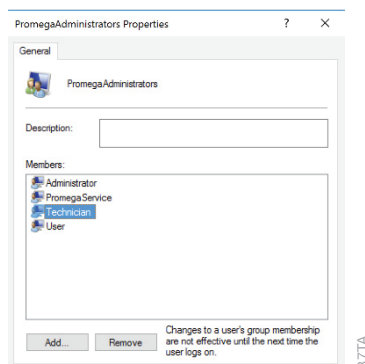 PromegaAdministrators Properties ? ×
General
PromegaAdministrators
Description:
Members:
Administrator
PromegaService
Technician
User
Add... Remove
Changes to a user's group membership
are not effective until the next time the
user logs on.